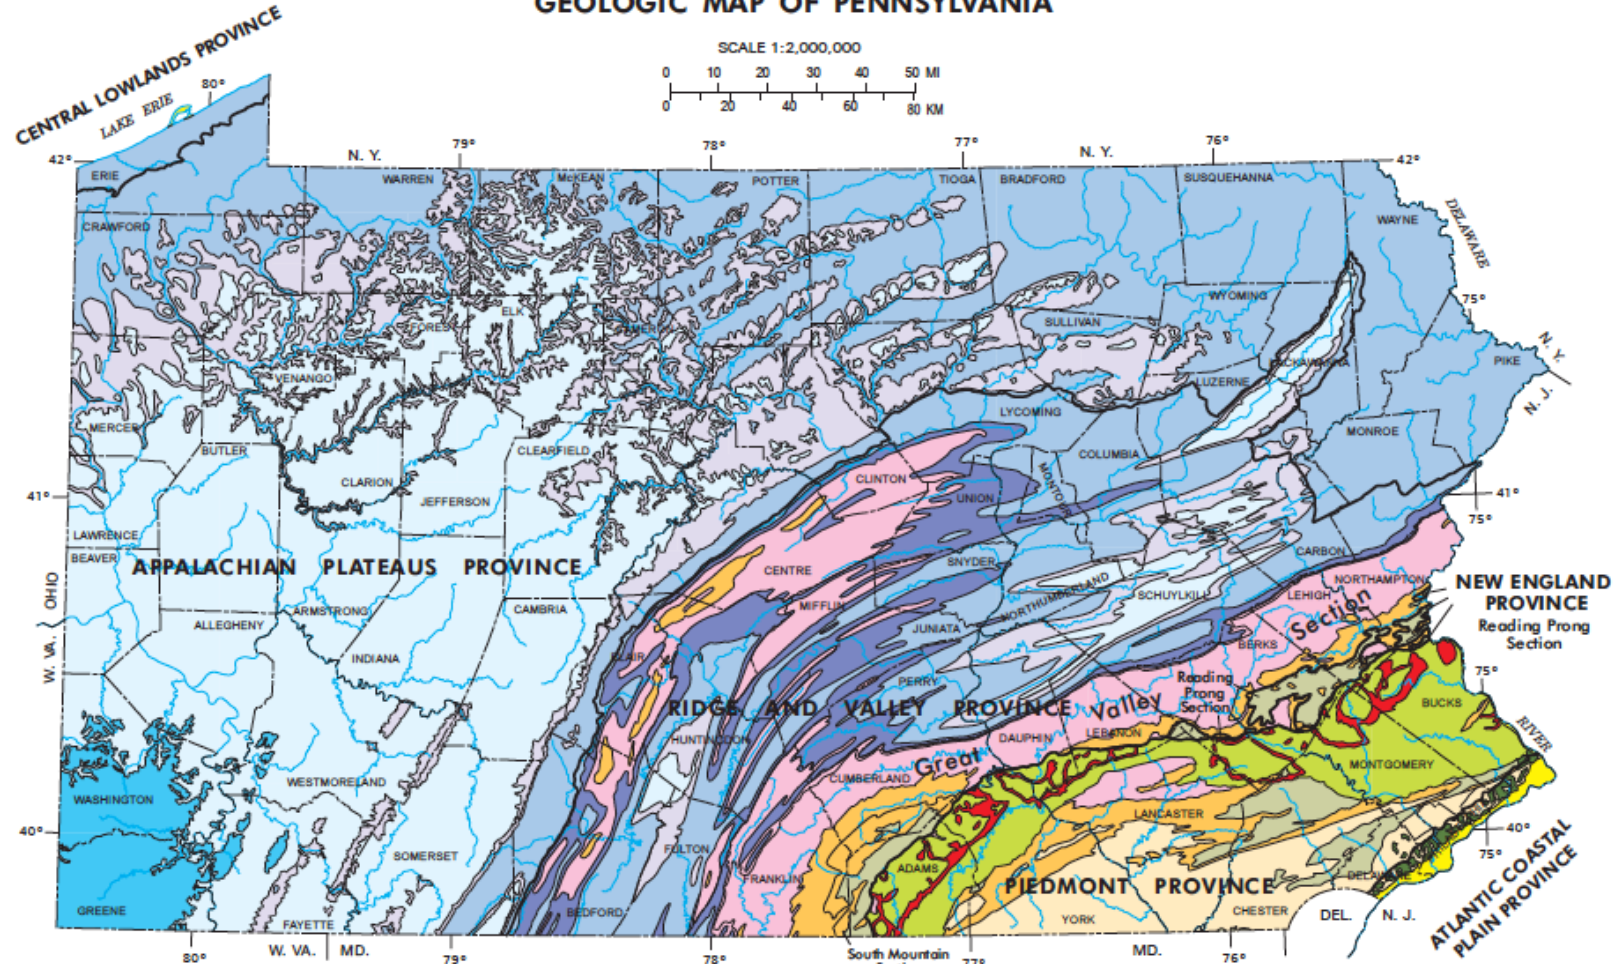 GEOLOGIC MAP OF PENNSYLVANIA
SCALE 1:2,000,000
0 10 20 30 40 50 MI
0 20 40 60 80 KM
CENTRAL LOWLANDS PROVINCE
LAKE ERIE
80°
79°
78°
77°
76°
42°
N. Y.
N. Y.
42°
ERIE
WARREN
McKEAN
POTTER
TIOGA
BRADFORD
SUSQUEHANNA
WAYNE
DELAWARE
CRAWFORD
75°
WYOMING
ELK
FOREST
CAMERON
SULLIVAN
N. Y.
N. J.
PIKE
LACKAWANNA
VENANGO
LUZERNE
LYCOMING
MERCER
MONROE
BUTLER
CLEARFIELD
COLUMBIA
CLINTON
CLARION
MONTOUR
JEFFERSON
UNION
41°
41°
75°
LAWRENCE
BEAVER
APPALACHIAN PLATEAUS PROVINCE
CENTRE
SNYDER
CARBON
NORTHAMPTON
NEW ENGLAND
PROVINCE
Reading Prong
Section
OHIO
W. VA.
ARMSTRONG
CAMBRIA
MIFFLIN
NORTHUMBERLAND
SCHUYLKILL
LEHIGH
ALLEGHENY
JUNIATA
BERKS
INDIANA
BLAIR
PERRY
Reading
Prong
Section
75°
RIDGE AND VALLEY PROVINCE
Great Valley Section
BUCKS
RIVER
HUNTINGDON
DAUPHIN
LEBANON
WESTMORELAND
CUMBERLAND
MONTGOMERY
WASHINGTON
LANCASTER
40°
40°
75°
SOMERSET
FULTON
FRANKLIN
ADAMS
DELAWARE
PIEDMONT PROVINCE
GREENE
FAYETTE
BEDFORD
YORK
CHESTER
DEL.
N. J.
ATLANTIC COASTAL
PLAIN PROVINCE
80°
W. VA.
MD.
79°
78°
South Mountain
77°
MD.
76°